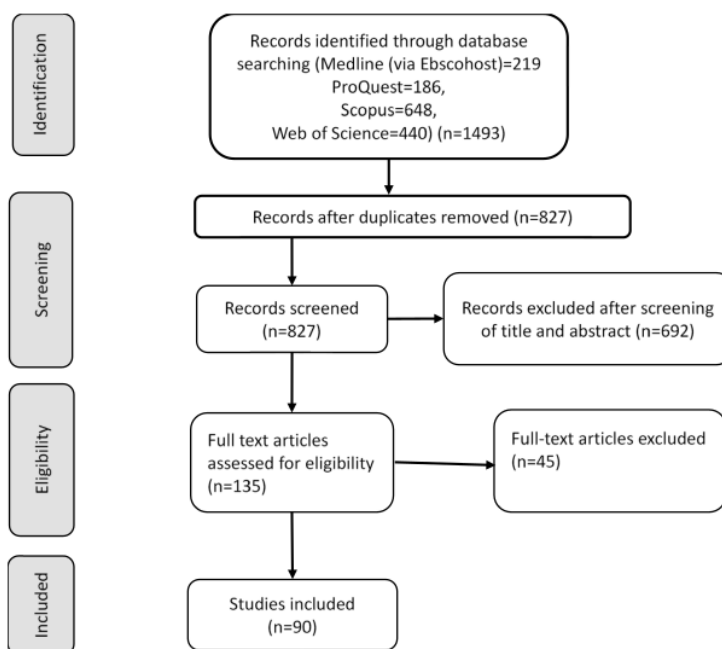 Identification
Records identified through database
searching (Medline (via Ebscohost)=219
ProQuest=186,
Scopus=648,
Web of Science=440) (n=1493)
Records after duplicates removed (n=827)
Screening
Records screened
(n=827)
Records excluded after screening
of title and abstract (n=692)
Eligibility
Full text articles
assessed for eligibility
(n=135)
Full-text articles excluded
(n=45)
Included
Studies included
(n=90)